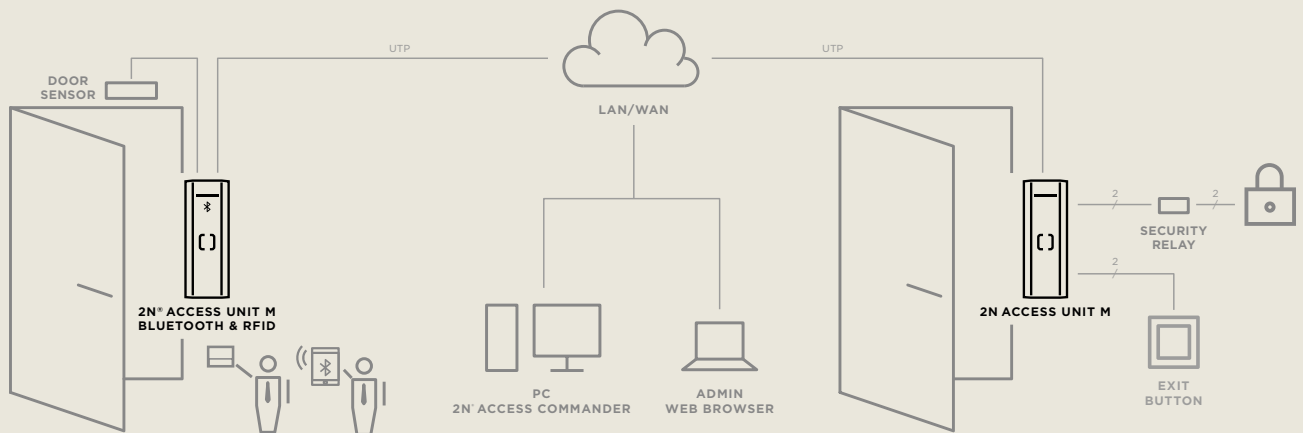 UTP
UTP
DOOR
SENSOR
LAN/WAN
2
2
SECURITY
RELAY
2
2N® ACCESS UNIT M
BLUETOOTH & RFID
2N ACCESS UNIT M
PC
2N® ACCESS COMMANDER
ADMIN
WEB BROWSER
EXIT
BUTTON